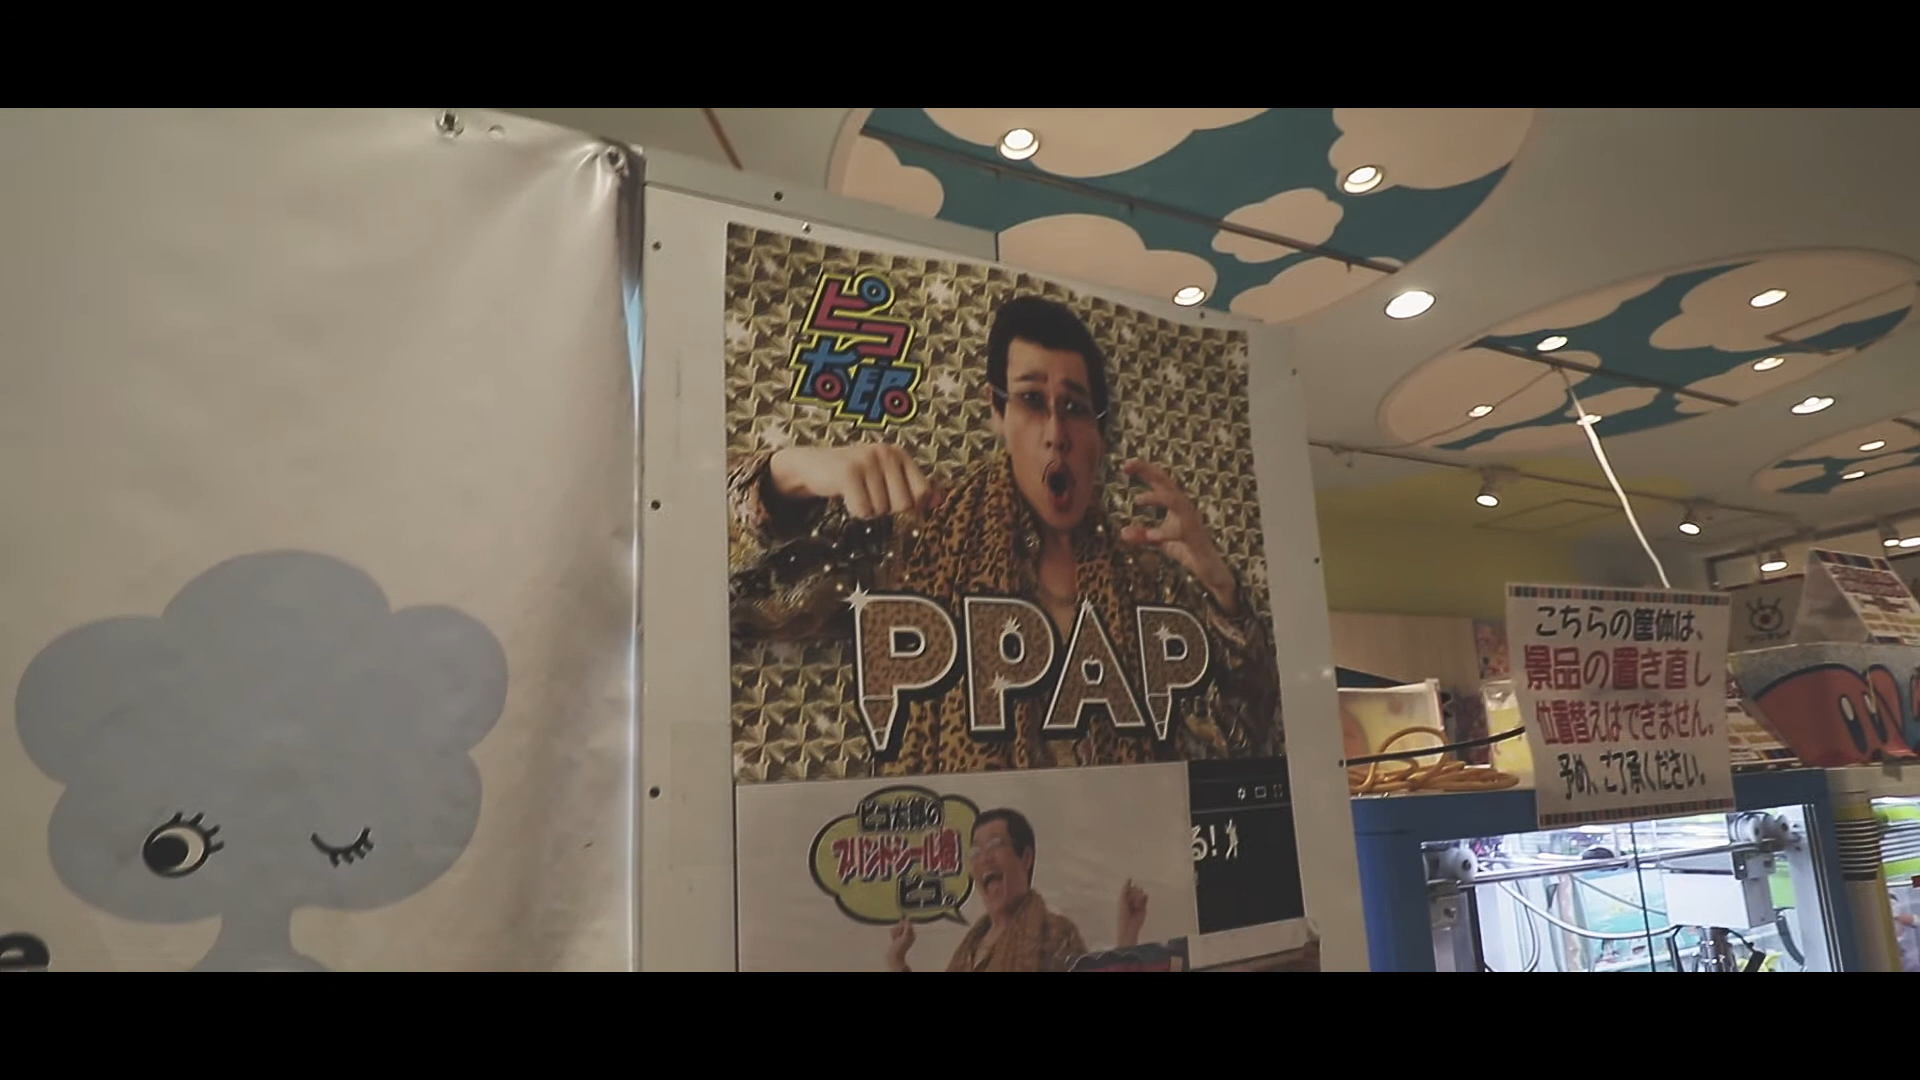 ピコ
太郎
PPAP
ピコ太郎の
プリントシール機
ピコ。
る!
こちらの筐体は、
景品の置き直し
位置替えはできません。
予め、ご了承ください。